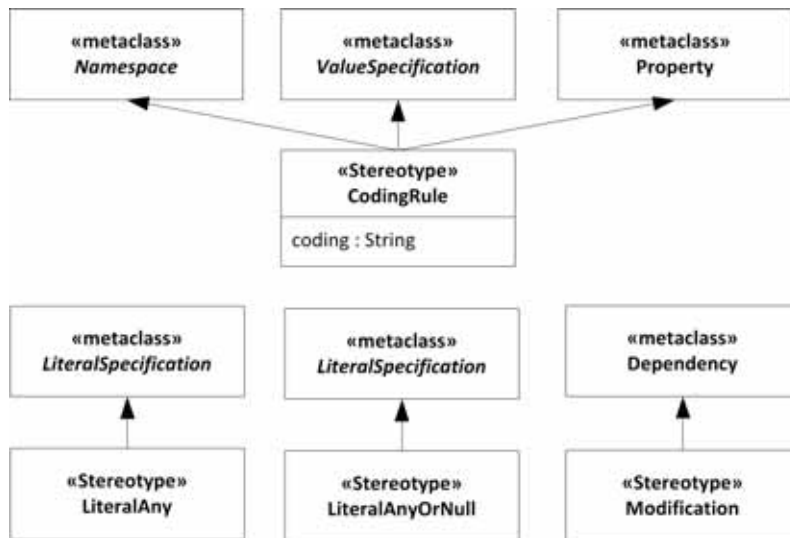 «metaclass» «metaclass» «metaclass»
Namespace ValueSpecification Property
«Stereotype»
CodingRule
coding : String
«metaclass» «metaclass» «metaclass»
LiteralSpecification LiteralSpecification Dependency
«Stereotype» «Stereotype» «Stereotype»
LiteralAny LiteralAnyOrNull Modification